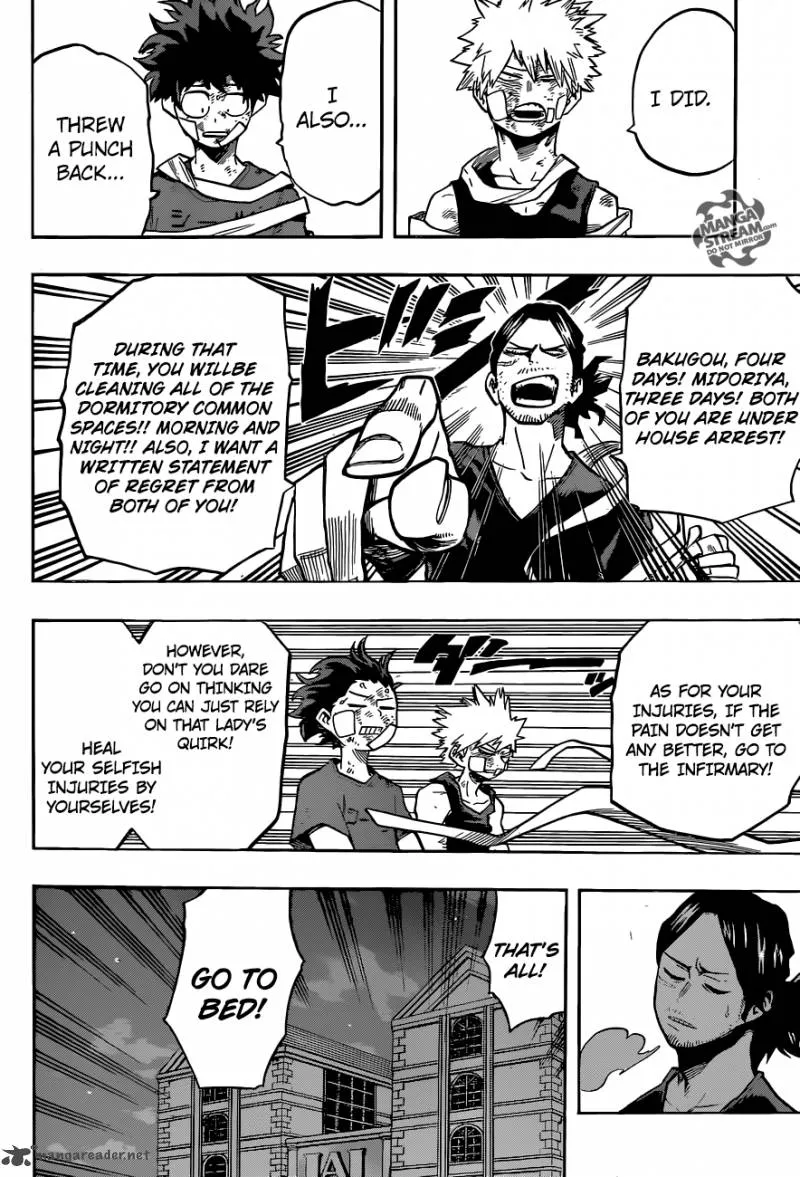 I DID.
I
ALSO...
THREW
A PUNCH
BACK...
MANGA
STREAM.com
DO NOT MIRROR
BAKUGOU, FOUR
DAYS! MIDORIYA,
THREE DAYS! BOTH
OF YOU ARE UNDER
HOUSE ARREST!
ビシッ
DURING THAT
TIME, YOU WILLBE
CLEANING ALL OF THE
DORMITORY COMMON
SPACES!! MORNING AND
NIGHT!! ALSO, I WANT A
WRITTEN STATEMENT
OF REGRET FROM
BOTH OF YOU!
AS FOR YOUR
INJURIES, IF THE
PAIN DOESN'T GET
ANY BETTER, GO TO
THE INFIRMARY!
HOWEVER,
DON'T YOU DARE
GO ON THINKING
YOU CAN JUST RELY
ON THAT LADY'S
QUIRK!
HEAL
YOUR SELFISH
INJURIES BY
YOURSELVES!
THAT'S
ALL!
GO TO
BED!
mangareader.net